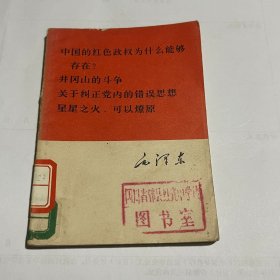 中国的红色政权为什么能够
存在？
井冈山的斗争
关于纠正党内的错误思想
星星之火，可以燎原
毛泽东
图书室